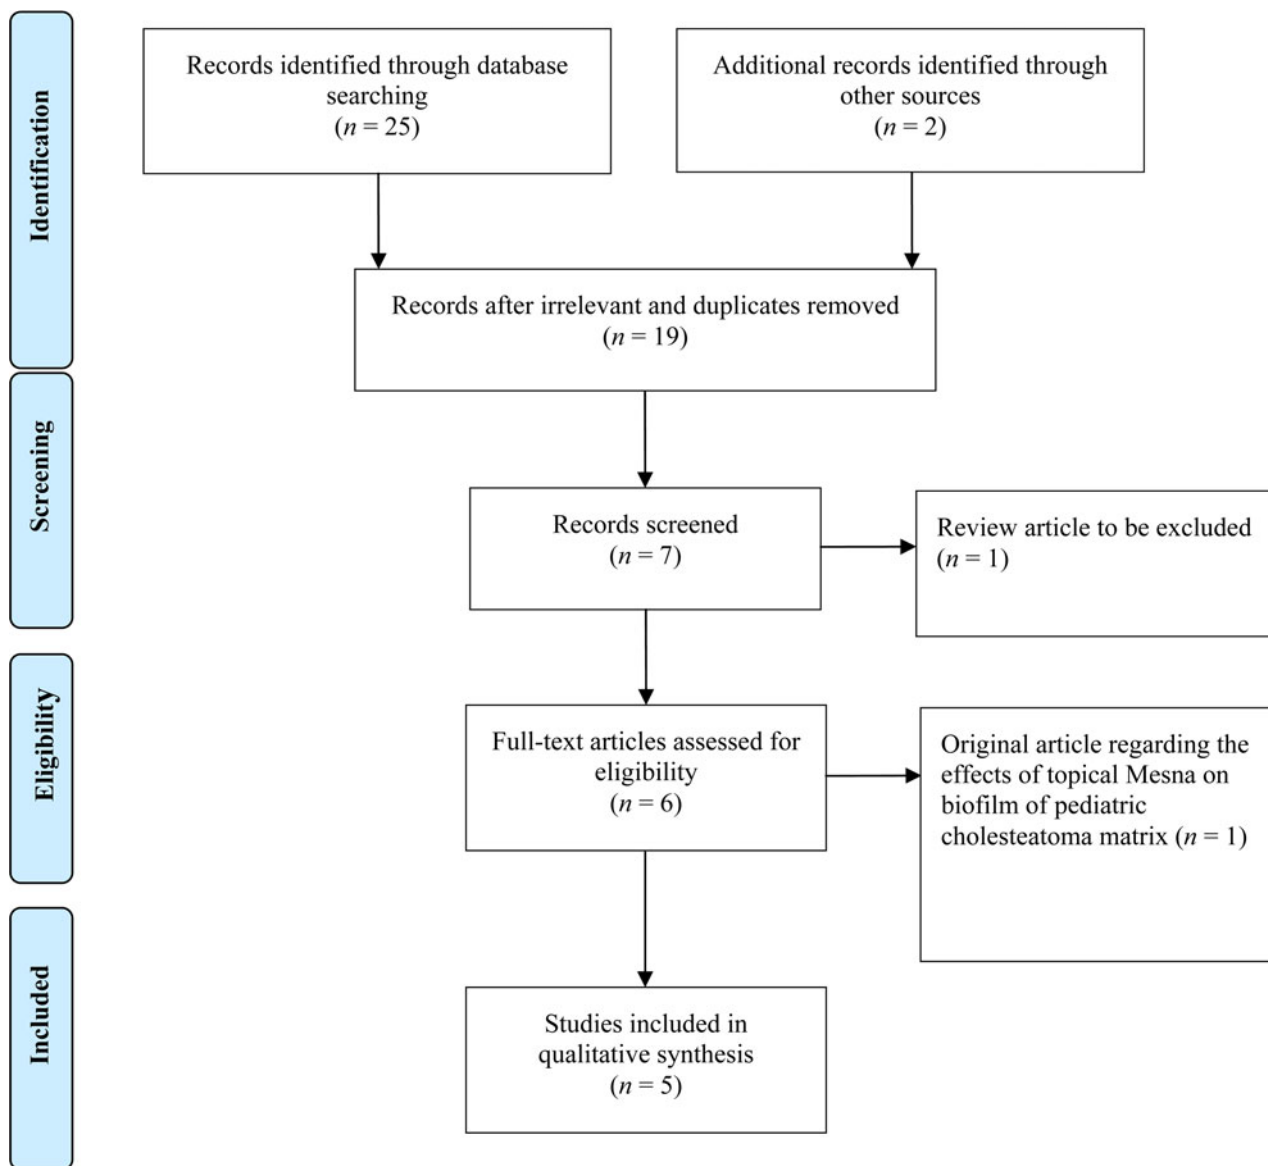 Identification
Records identified through database
searching
(n = 25)
Additional records identified through
other sources
(n = 2)
Records after irrelevant and duplicates removed
(n = 19)
Screening
Records screened
(n = 7)
Review article to be excluded
(n = 1)
Eligibility
Full-text articles assessed for
eligibility
(n = 6)
Original article regarding the
effects of topical Mesna on
biofilm of pediatric
cholesteatoma matrix (n = 1)
Included
Studies included in
qualitative synthesis
(n = 5)